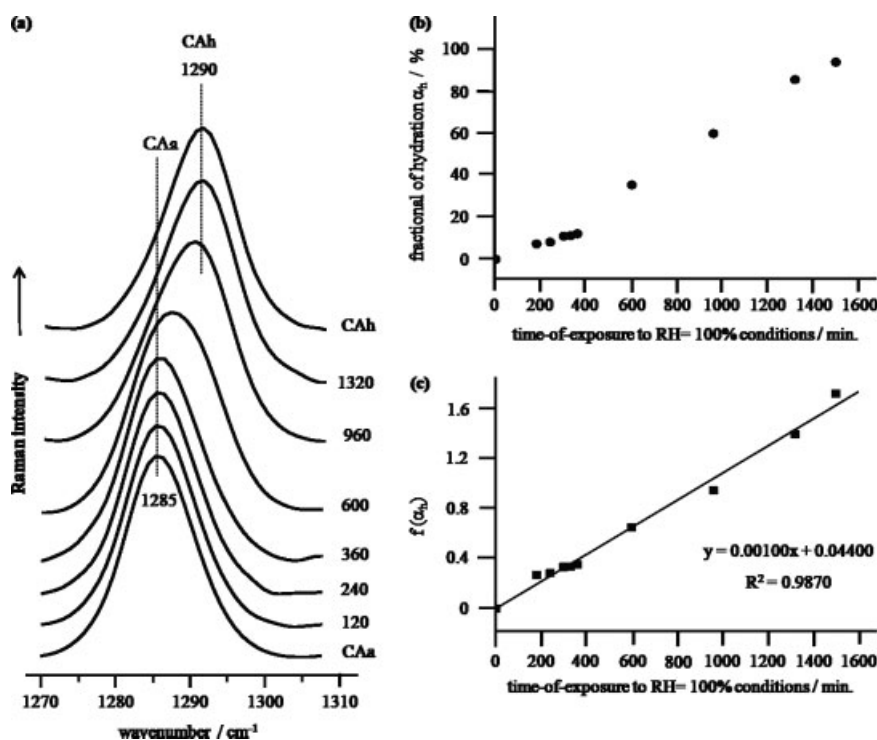 (a)
CAh
1290
CAa
1285
CAh
1320
960
600
360
240
120
CAa
Raman Intensity
1270 1280 1290 1300 1310
wavenumber / cm⁻¹
(b)
fractional of hydration αₕ / %
100
80
60
40
20
0
0 200 400 600 800 1000 1200 1400 1600
time-of-exposure to RH= 100% conditions / min.
(c)
f (αₕ)
1.6
1.2
0.8
0.4
0
y = 0.00100x + 0.04400
R² = 0.9870
0 200 400 600 800 1000 1200 1400 1600
time-of-exposure to RH= 100% conditions / min.